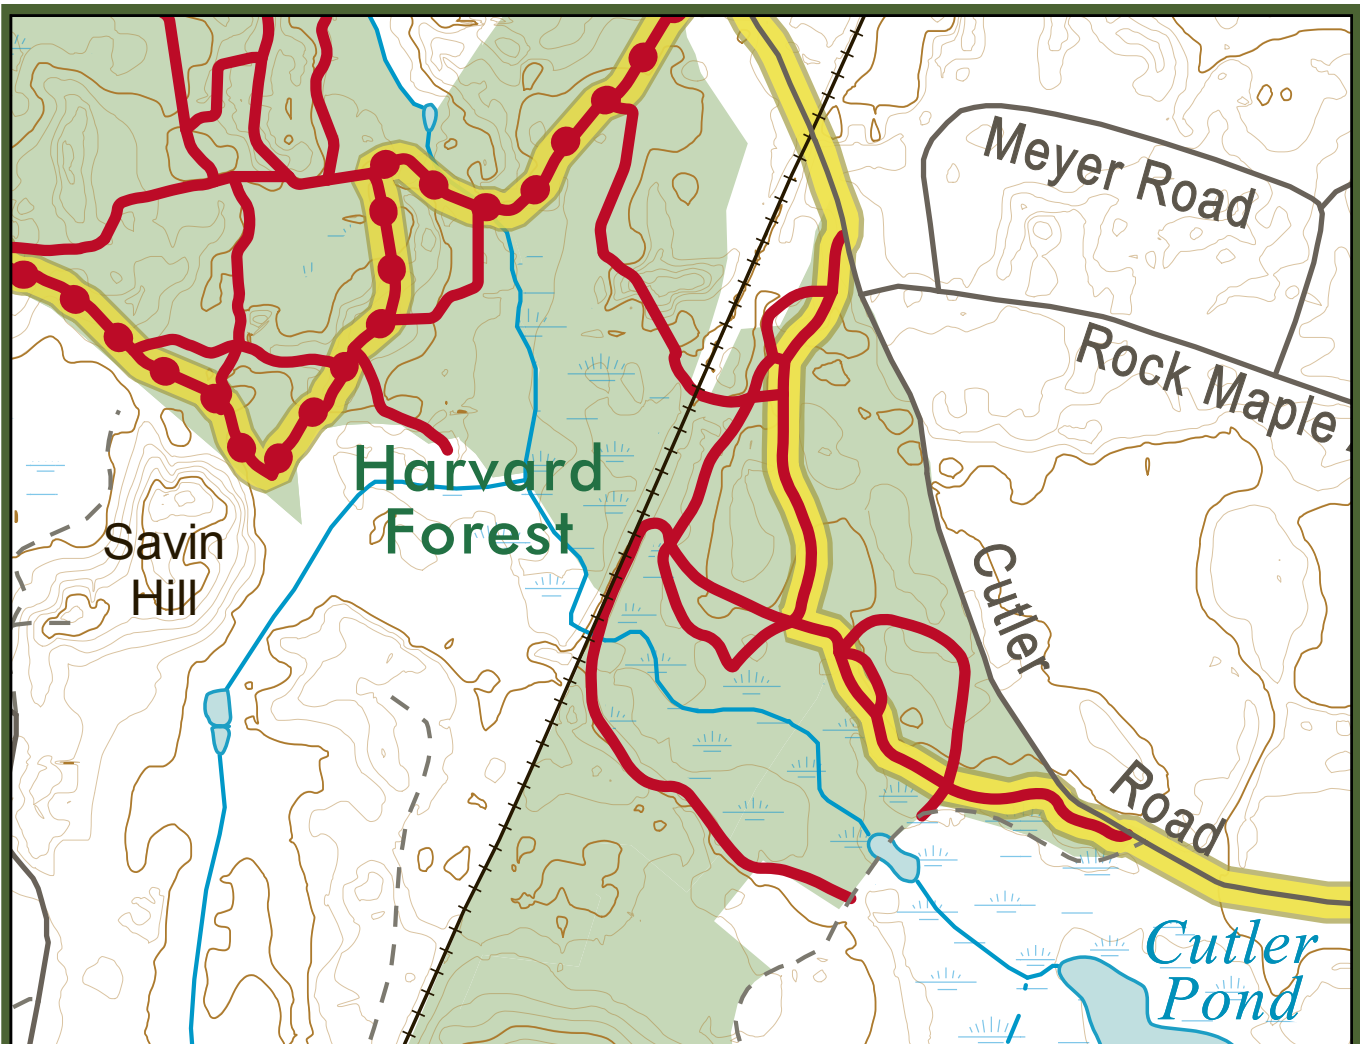 Meyer Road
Rock Maple
Harvard
Forest
Savin
Hill
Cutler
Road
Cutler
Pond